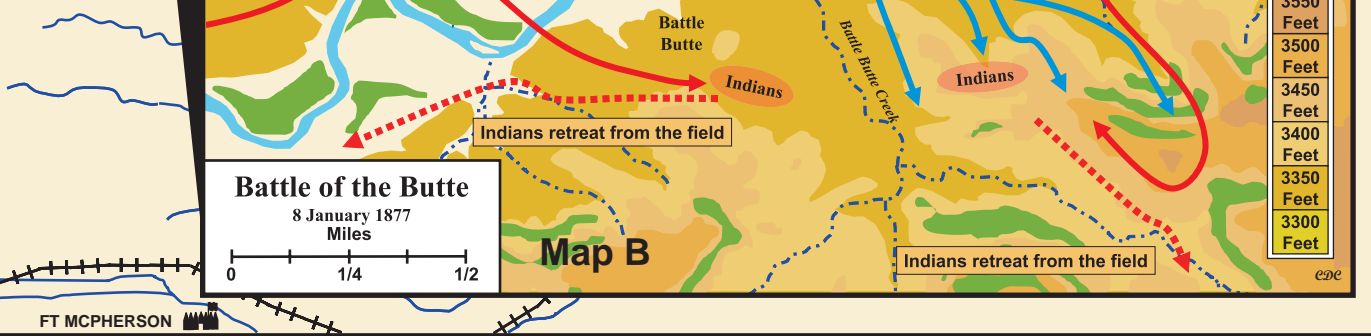 3550
Feet
3500
Feet
3450
Feet
3400
Feet
3350
Feet
3300
Feet
Battle
Butte
Battle Butte Creek
Indians
Indians
Indians retreat from the field
Battle of the Butte
8 January 1877
Miles
0 1/4 1/2
Map B
Indians retreat from the field
CDC
FT MCPHERSON